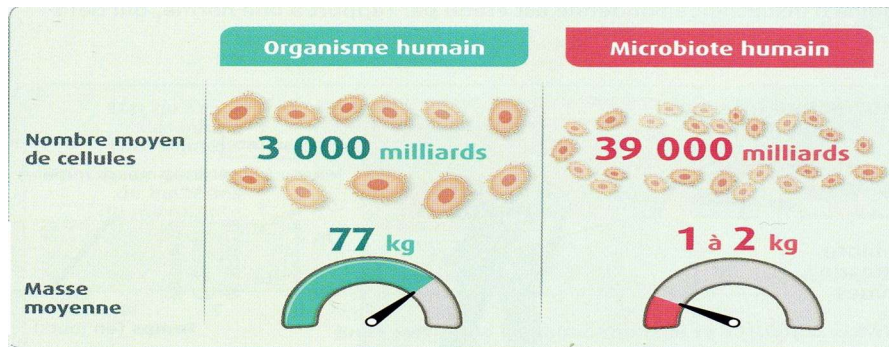 Organisme humain
Microbiote humain
Nombre moyen
de cellules
3 000 milliards
39 000 milliards
Masse
moyenne
77 kg
1 à 2 kg